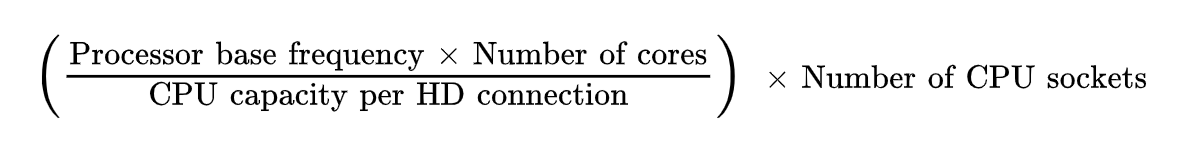 Processor base frequency × Number of cores
CPU capacity per HD connection
× Number of CPU sockets